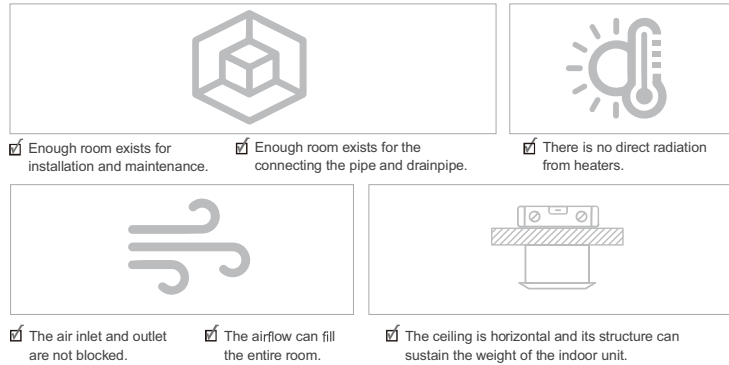 Enough room exists for
installation and maintenance.
Enough room exists for the
connecting the pipe and drainpipe.
There is no direct radiation
from heaters.
The air inlet and outlet
are not blocked.
The airflow can fill
the entire room.
The ceiling is horizontal and its structure can
sustain the weight of the indoor unit.